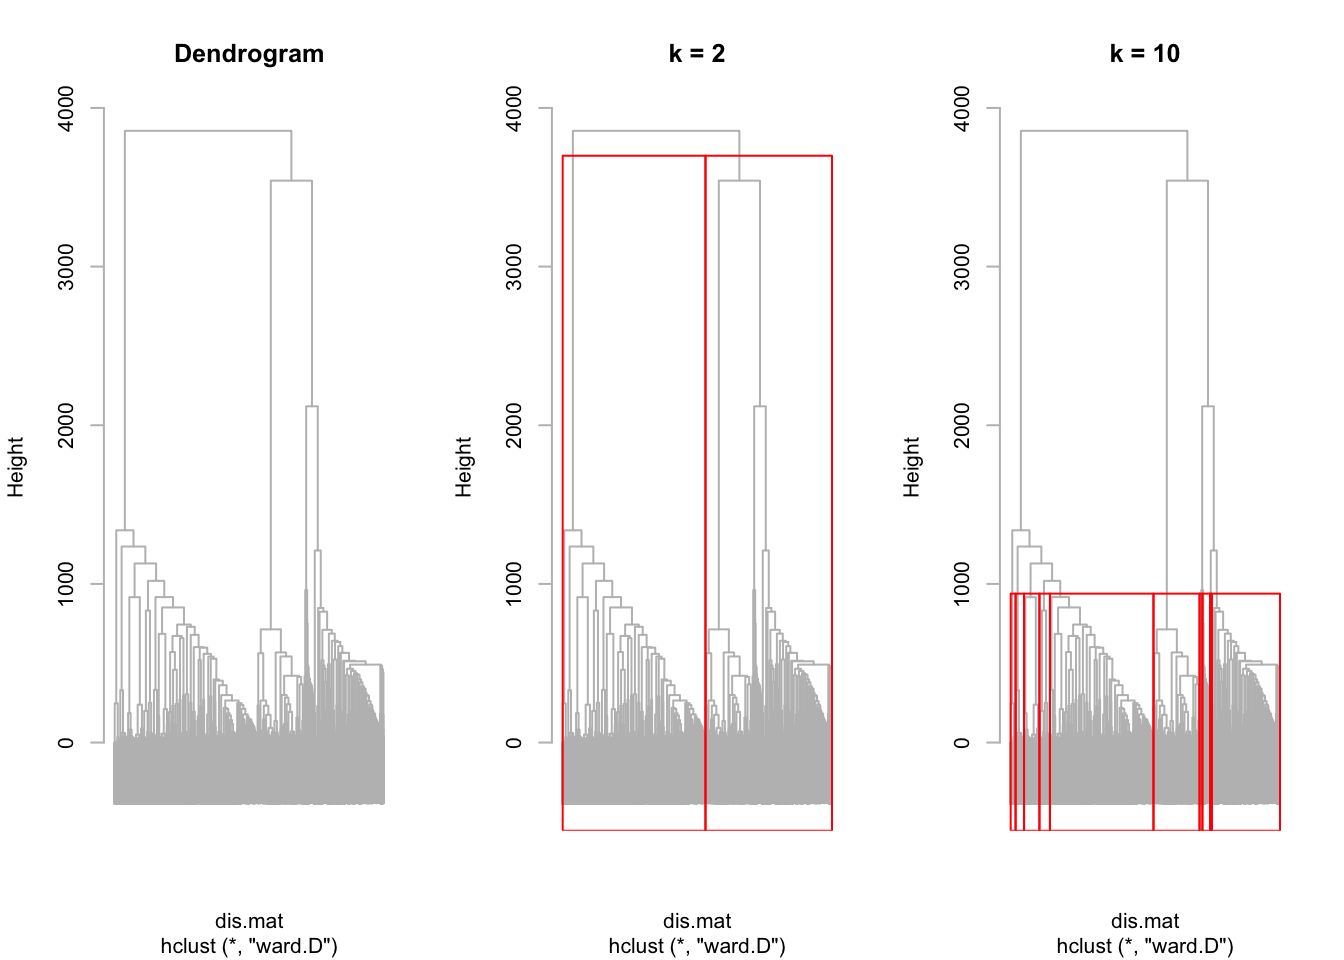 Dendrogram
Height
4000
3000
2000
1000
0
dis.mat
hclust (*, "ward.D")
k = 2
Height
4000
3000
2000
1000
0
dis.mat
hclust (*, "ward.D")
k = 10
Height
4000
3000
2000
1000
0
dis.mat
hclust (*, "ward.D")